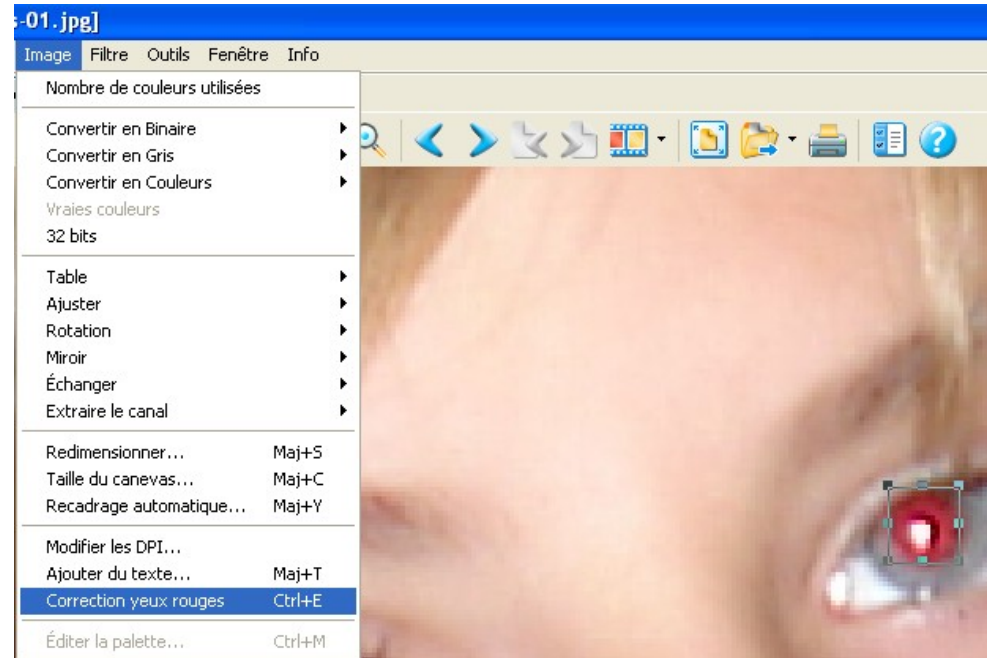 s-01.jpg]
Image Filtre Outils Fenêtre Info
Nombre de couleurs utilisées
Convertir en Binaire
Convertir en Gris
Convertir en Couleurs
Vraies couleurs
32 bits
Table
Ajuster
Rotation
Miroir
Échanger
Extraire le canal
Redimensionner... Maj+S
Taille du canevas... Maj+C
Recadrage automatique... Maj+Y
Modifier les DPI...
Ajouter du texte... Maj+T
Correction yeux rouges Ctrl+E
Éditer la palette... Ctrl+M